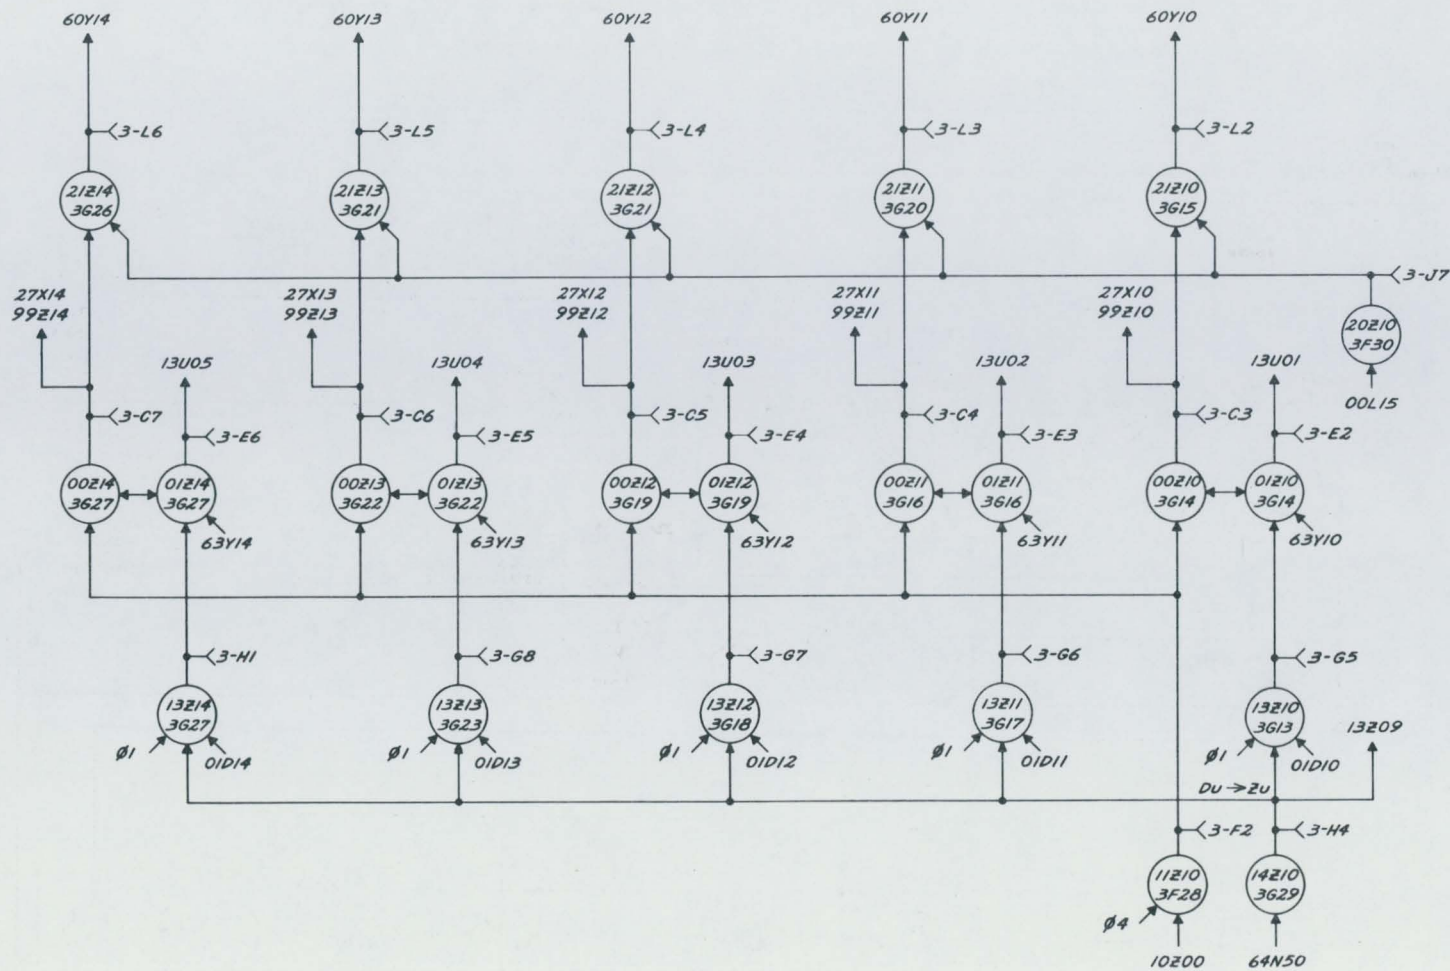 60Y14 60Y13 60Y12 60Y11 60Y10
3-L6 3-L5 3-L4 3-L3 3-L2
21Z14 21Z13 21Z12 21Z11 21Z10
3G26 3G21 3G21 3G20 3G15
3-J7
27X14 27X13 27X12 27X11 27X10
99Z14 99Z13 99Z12 99Z11 99Z10
20Z10
3F30
13U05 13U04 13U03 13U02 13U01
00L15
3-C7 3-C6 3-C5 3-C4 3-C3
3-E6 3-E5 3-E4 3-E3 3-E2
00Z14 01Z14 00Z13 01Z13 00Z12 01Z12 00Z11 01Z11 00Z10 01Z10
3G27 3G27 3G22 3G22 3G19 3G19 3G16 3G16 3G14 3G14
63Y14 63Y13 63Y12 63Y11 63Y10
3-H1 3-G8 3-G7 3-G6 3-G5
13Z14 13Z13 13Z12 13Z11 13Z10
3G27 3G23 3G18 3G17 3G13
13Z09
Ø1 01D14 Ø1 01D13 Ø1 01D12 Ø1 01D11 Ø1 01D10
DU→ZU
3-F2 3-H4
11Z10 14Z10
3F28 3G29
Ø4
10Z00 64N50